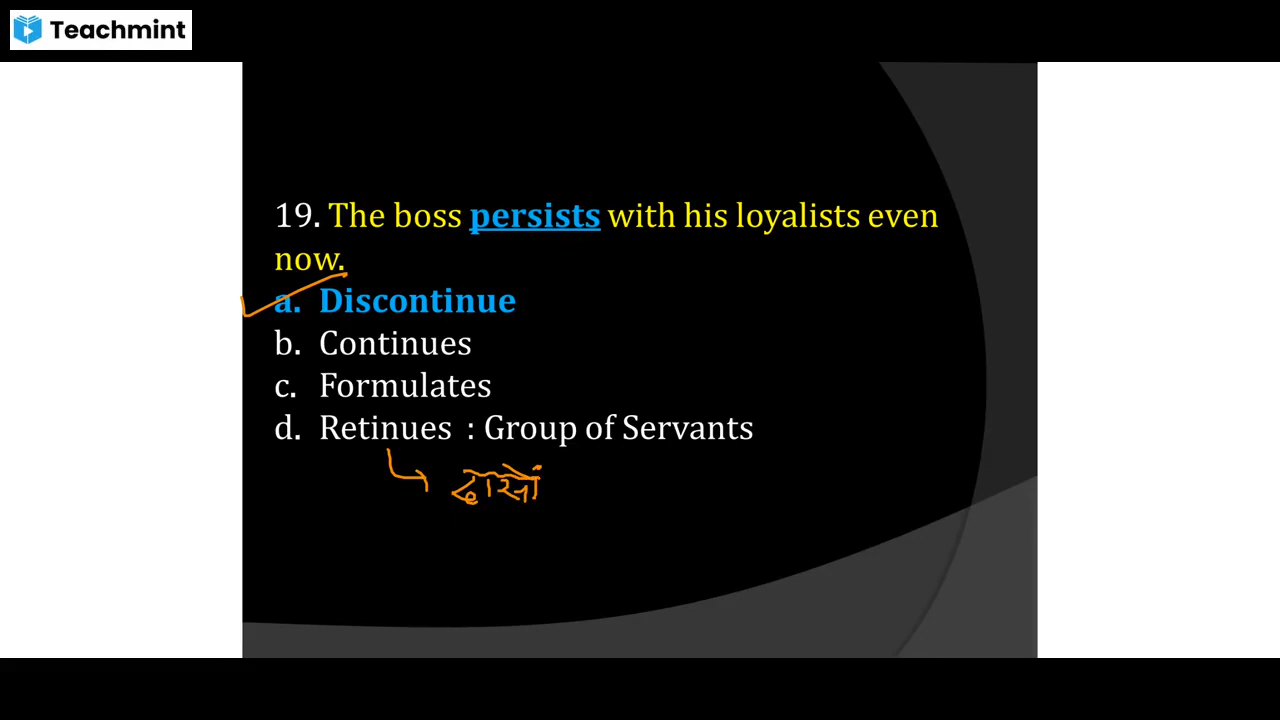 Teachmint
19. The boss persists with his loyalists even
now.
a. Discontinue
b. Continues
c. Formulates
d. Retinues : Group of Servants
दासों